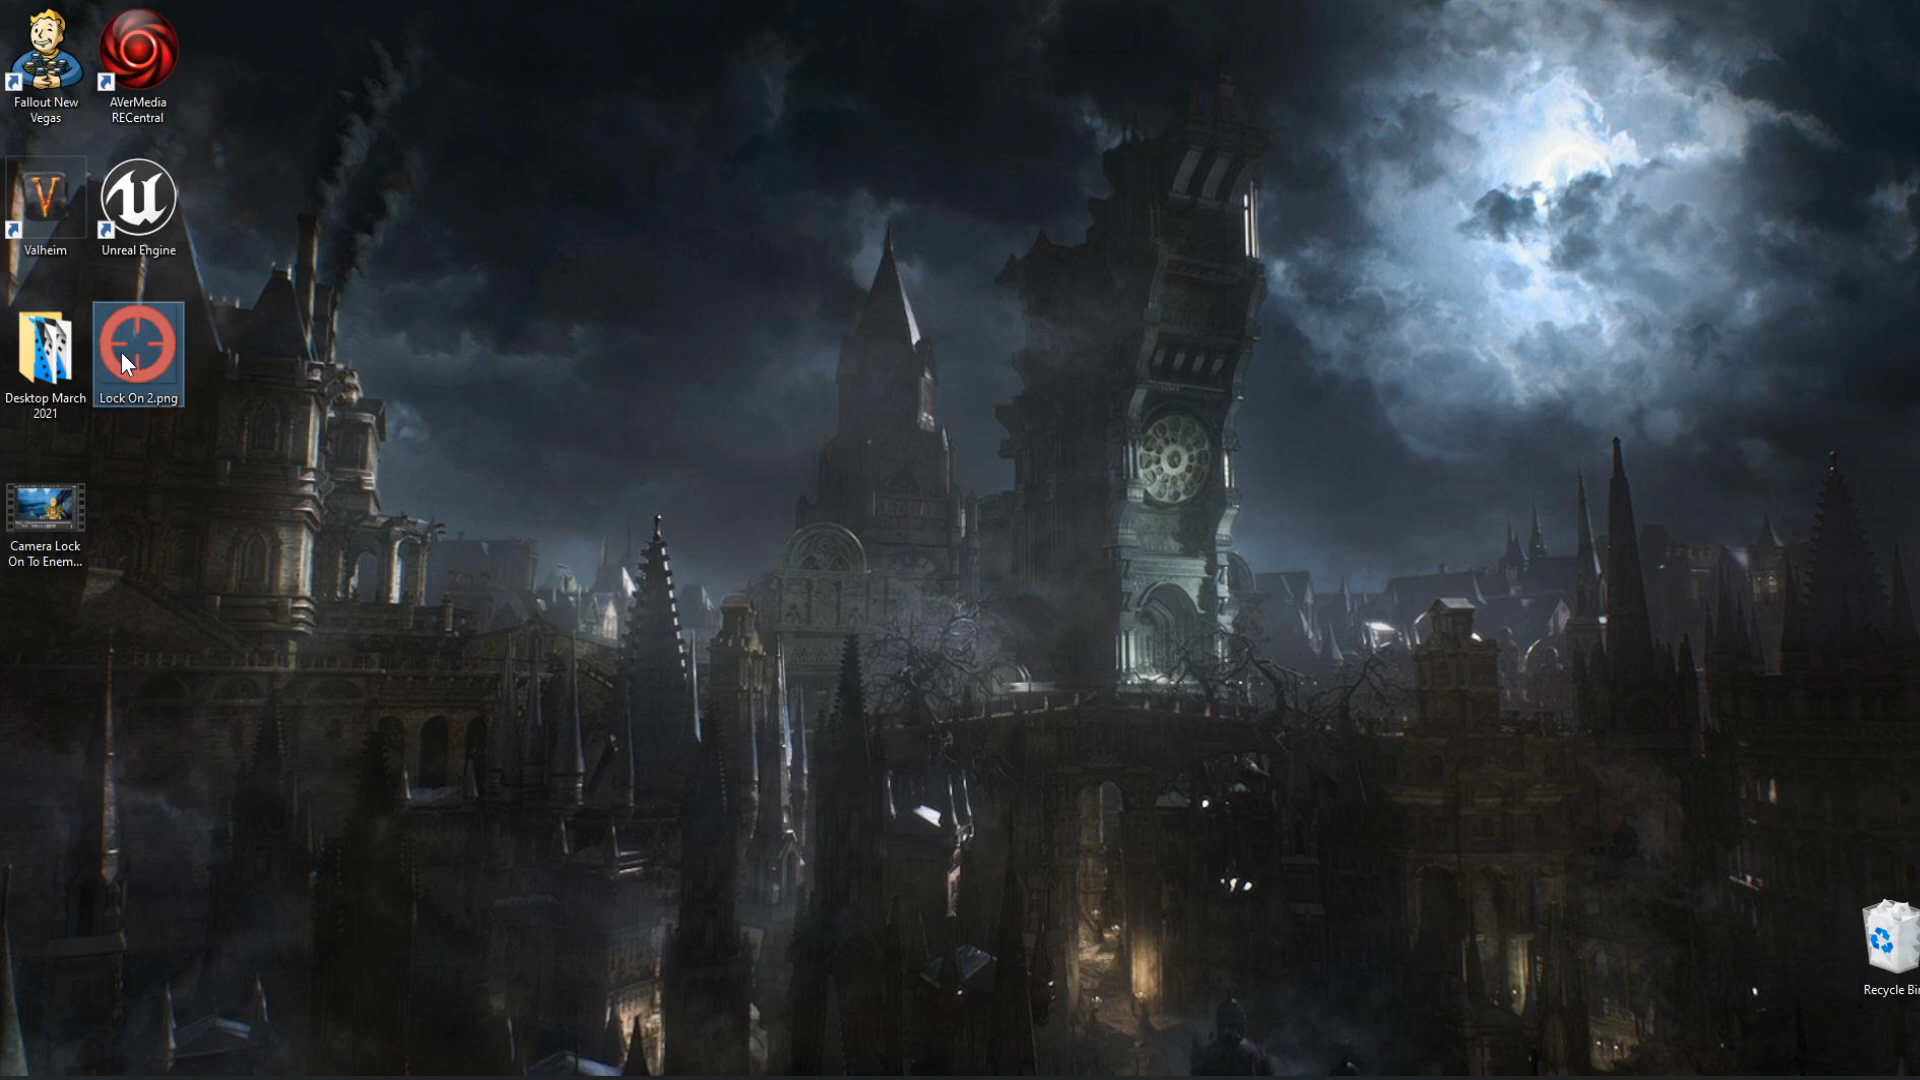 Fallout New
Vegas
AVerMedia
RECentral
Valheim
Unreal Engine
Desktop March
2021
Lock On 2.png
Camera Lock
On To Enem...
Recycle Bin